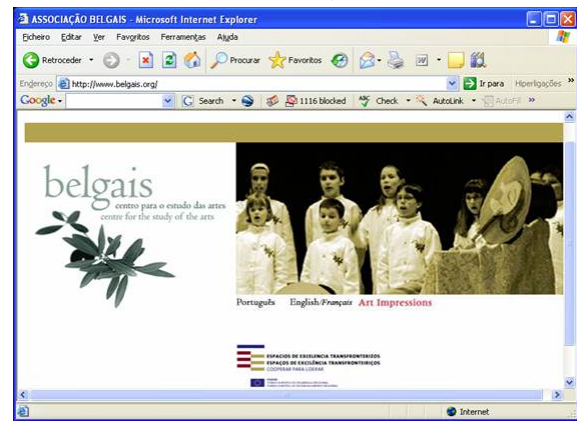 ASSOCIAÇÃO BELGAIS - Microsoft Internet Explorer
Ficheiro Editar Ver Favoritos Ferramentas Ajuda
Retroceder Procurar Favoritos
Endereço http://www.belgais.org/ Ir para Hiperligações »
Google Search 1116 blocked ABC Check AutoLink AutoFill »
belgais
centro para o estudo das artes
centre for the study of the arts
Português English/Français Art Impressions
ESPACIOS DE EXCELENCIA TRANSFRONTERIZOS
ESPAÇOS DE EXCELÊNCIA TRANSFRONTEIRIÇOS
COOPERAR PARA LIDERAR
Internet